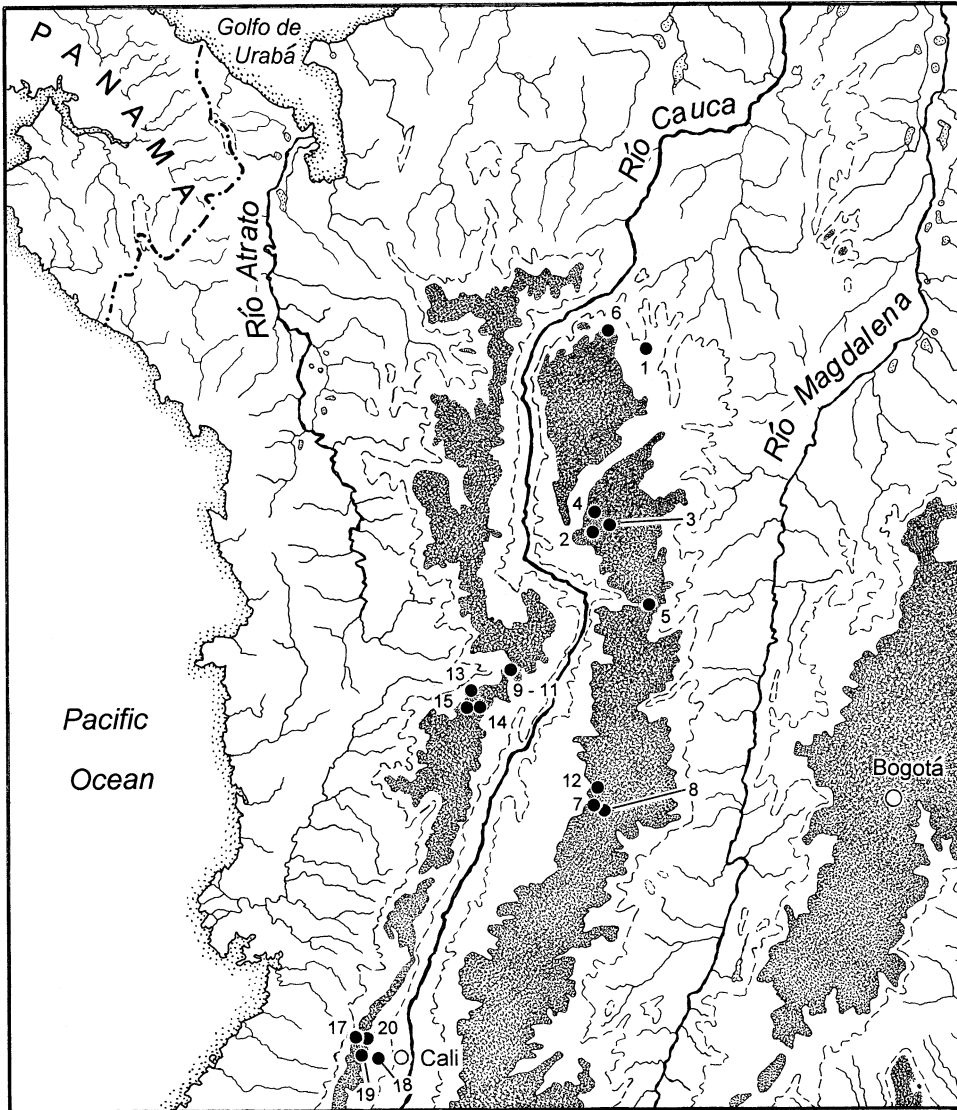 PANAMA
Golfo de
Urabá
Río Cauca
Río Atrato
Río Magdalena
6
1
4
3
2
5
13
9 - 11
15
14
Pacific
Ocean
12
7
8
Bogotá
17
20
Cali
19
18